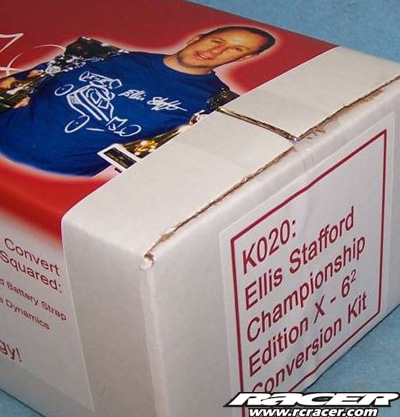 Ellis Stafford
Convert
Squared:
Battery Strap
Dynamics
K020:
Ellis Stafford
Championship
Edition X - 6²
Conversion Kit
RACER
www.rcracer.com